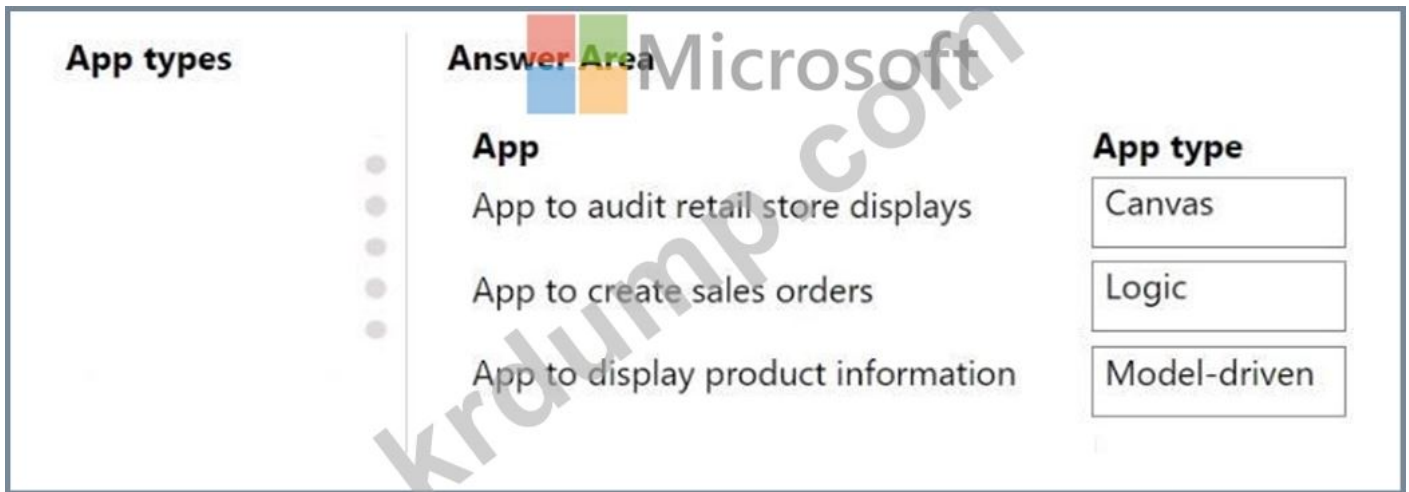 App types
Answer Area
Microsoft
App
App type
App to audit retail store displays
Canvas
App to create sales orders
Logic
App to display product information
Model-driven
krdump.com